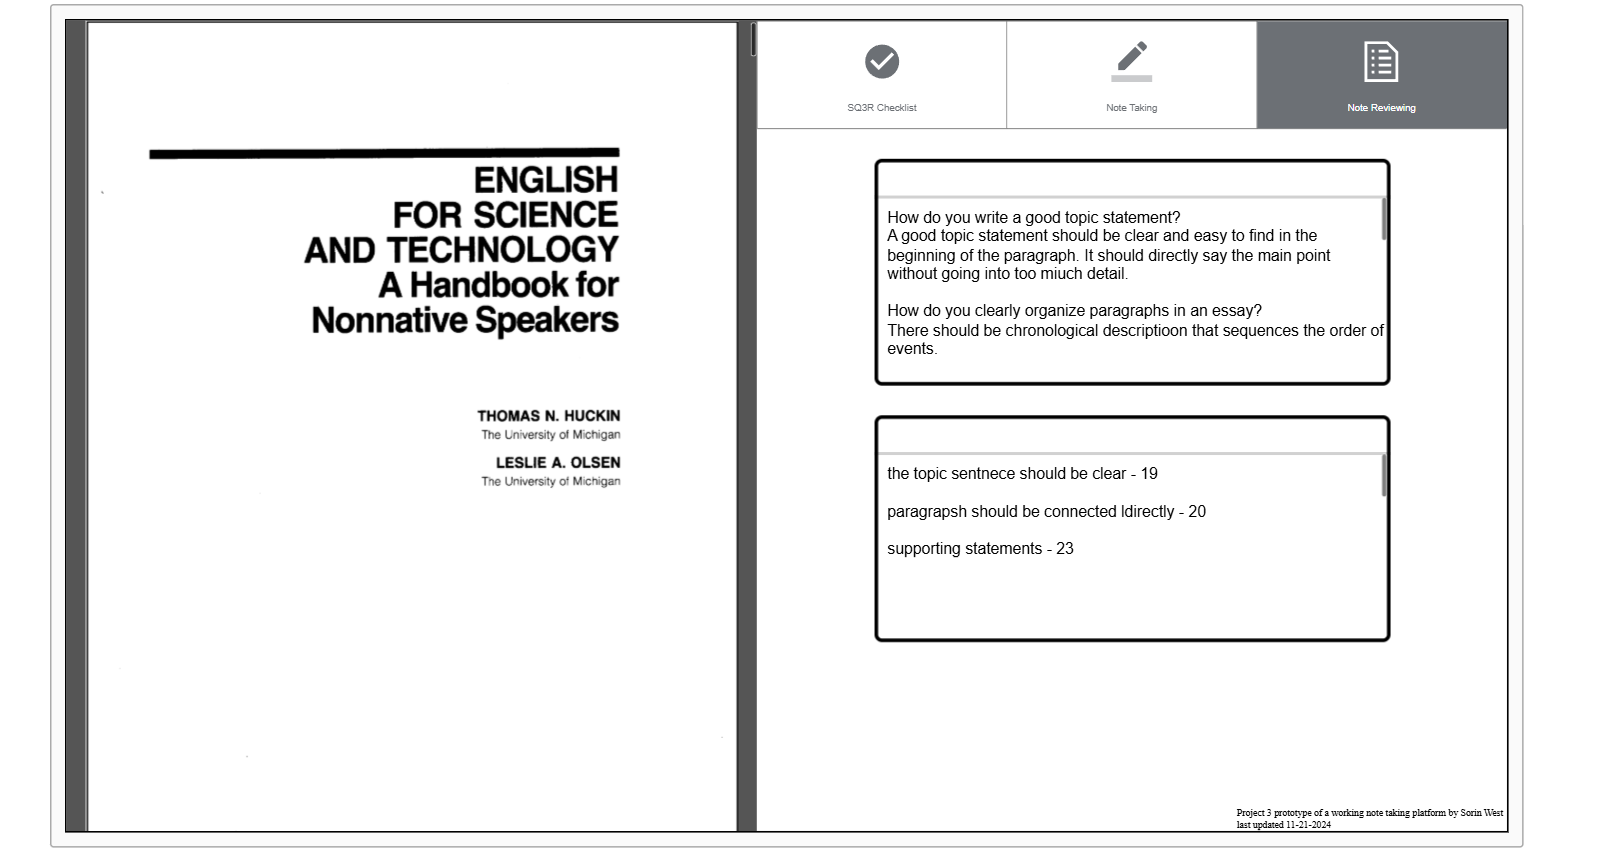 ENGLISH
FOR SCIENCE
AND TECHNOLOGY
A Handbook for
Nonnative Speakers
THOMAS N. HUCKIN
The University of Michigan
LESLIE A. OLSEN
The University of Michigan
SQ3R Checklist
Note Taking
Note Reviewing
How do you write a good topic statement?
A good topic statement should be clear and easy to find in the
beginning of the paragraph. It should directly say the main point
without going into too miuch detail.
How do you clearly organize paragraphs in an essay?
There should be chronological descriptioon that sequences the order of
events.
the topic sentnece should be clear - 19
paragrapsh should be connected ldirectly - 20
supporting statements - 23
Project 3 prototype of a working note taking platform by Sorin West
last updated 11-21-2024